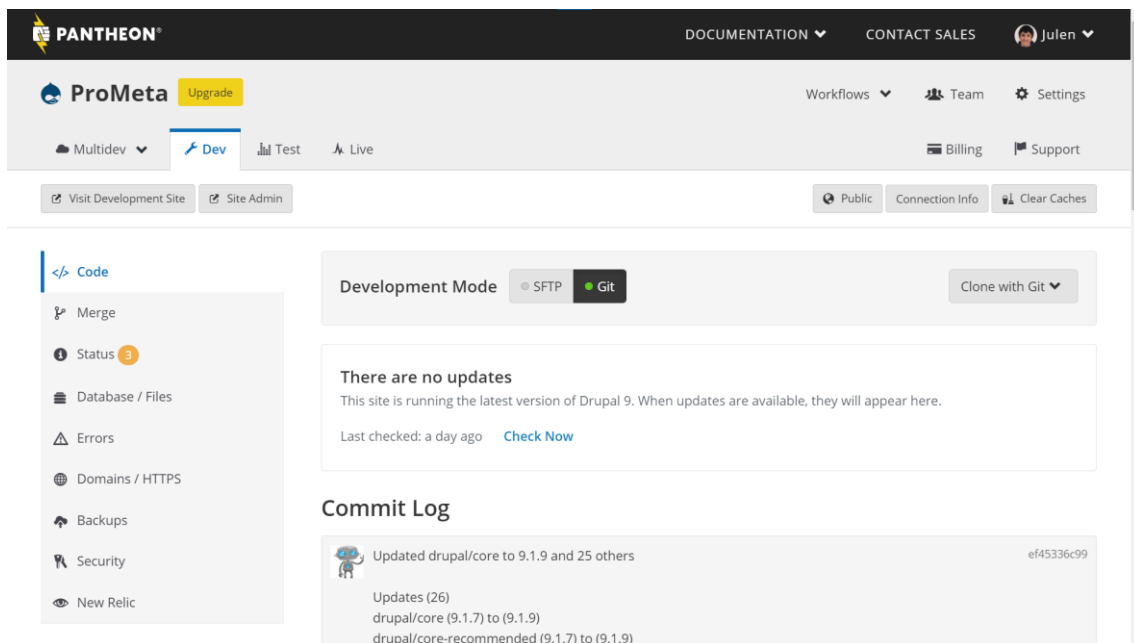 PANTHEON®
DOCUMENTATION CONTACT SALES Julen
ProMeta Upgrade
Workflows Team Settings
Multidev Dev Test Live
Billing Support
Visit Development Site Site Admin
Public Connection Info Clear Caches
</> Code
Merge
Status 3
Database / Files
Errors
Domains / HTTPS
Backups
Security
New Relic
Development Mode SFTP Git
Clone with Git
There are no updates
This site is running the latest version of Drupal 9. When updates are available, they will appear here.
Last checked: a day ago Check Now
Commit Log
Updated drupal/core to 9.1.9 and 25 others ef45336c99
Updates (26)
drupal/core (9.1.7) to (9.1.9)
drupal/core-recommended (9.1.7) to (9.1.9)